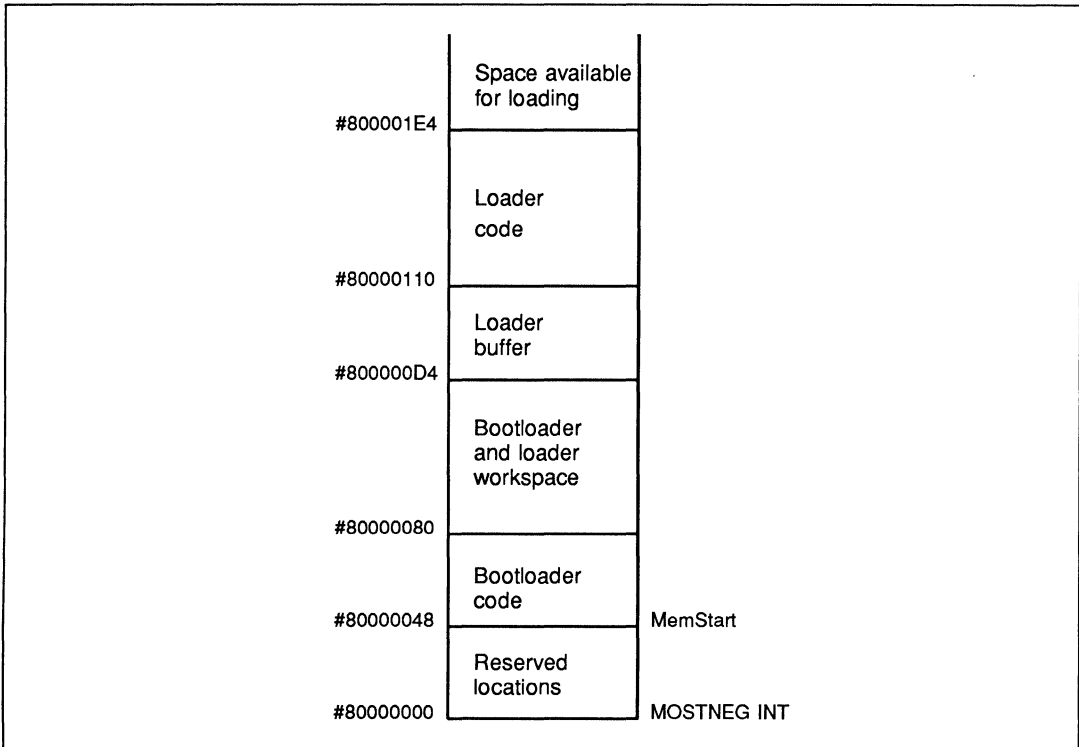 Space available
for loading
#800001E4
Loader
code
#80000110
Loader
buffer
#800000D4
Bootloader
and loader
workspace
#80000080
Bootloader
code
#80000048
MemStart
Reserved
locations
#80000000
MOSTNEG INT